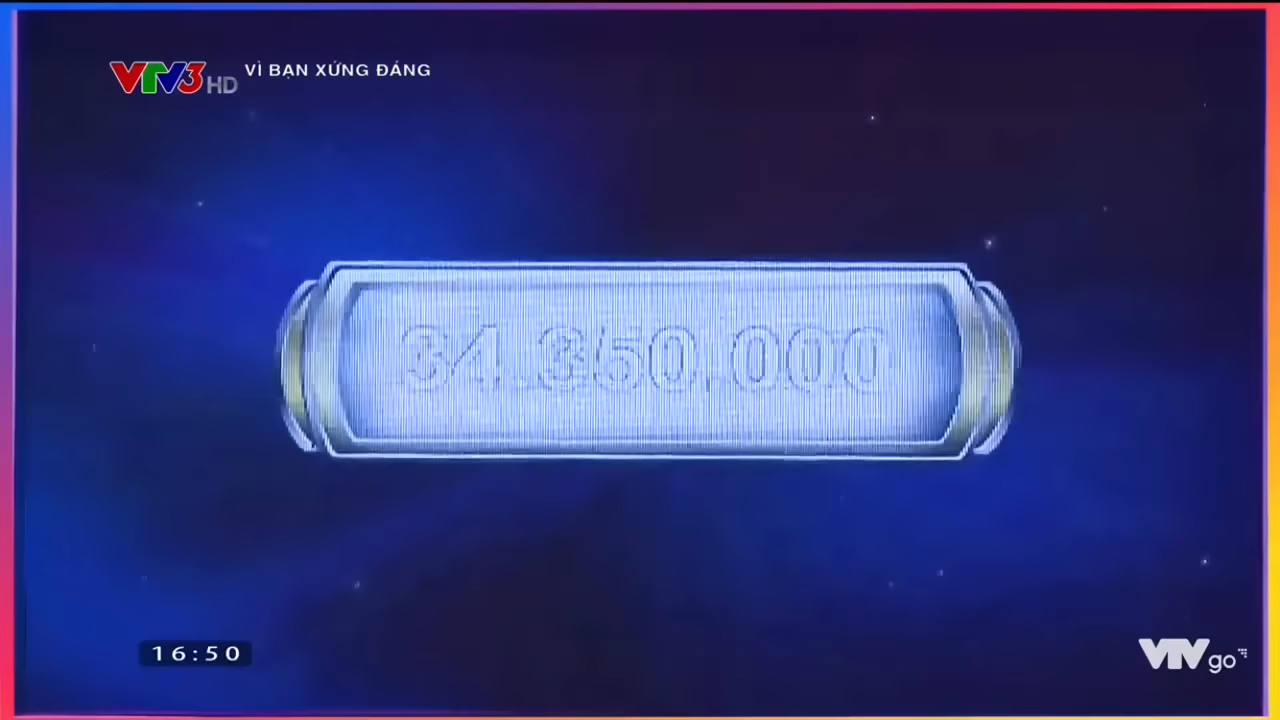 VTV3 HD
VÌ BẠN XỨNG ĐÁNG
34.350.000
16:50
VTV go